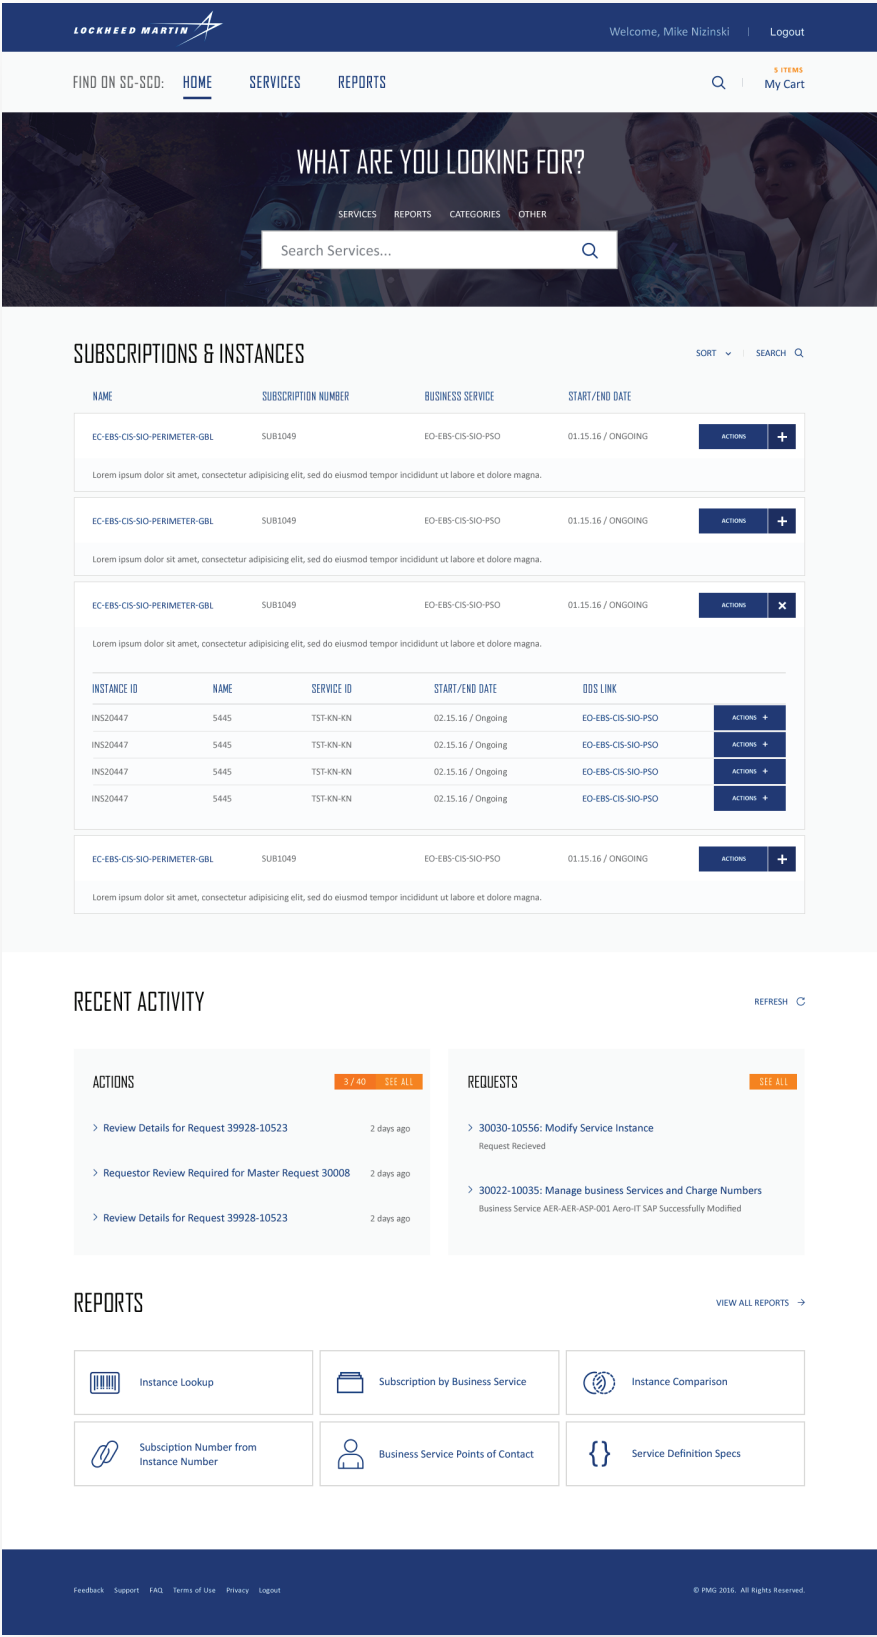 LOCKHEED MARTIN
Welcome, Mike Nizinski | Logout
FIND ON SC-SCD: HOME SERVICES REPORTS
5 ITEMS
My Cart
WHAT ARE YOU LOOKING FOR?
SERVICES REPORTS CATEGORIES OTHER
Search Services...
SUBSCRIPTIONS & INSTANCES
SORT | SEARCH
NAME SUBSCRIPTION NUMBER BUSINESS SERVICE START/END DATE
EC-EBS-CIS-SIO-PERIMETER-GBL SUB1049 EO-EBS-CIS-SIO-PSO 01.15.16 / ONGOING ACTIONS +
Lorem ipsum dolor sit amet, consectetur adipisicing elit, sed do eiusmod tempor incididunt ut labore et dolore magna.
EC-EBS-CIS-SIO-PERIMETER-GBL SUB1049 EO-EBS-CIS-SIO-PSO 01.15.16 / ONGOING ACTIONS +
Lorem ipsum dolor sit amet, consectetur adipisicing elit, sed do eiusmod tempor incididunt ut labore et dolore magna.
EC-EBS-CIS-SIO-PERIMETER-GBL SUB1049 EO-EBS-CIS-SIO-PSO 01.15.16 / ONGOING ACTIONS ×
Lorem ipsum dolor sit amet, consectetur adipisicing elit, sed do eiusmod tempor incididunt ut labore et dolore magna.
INSTANCE ID NAME SERVICE ID START/END DATE ODS LINK
INS20447 5445 TST-KN-KN 02.15.16 / Ongoing EO-EBS-CIS-SIO-PSO ACTIONS +
INS20447 5445 TST-KN-KN 02.15.16 / Ongoing EO-EBS-CIS-SIO-PSO ACTIONS +
INS20447 5445 TST-KN-KN 02.15.16 / Ongoing EO-EBS-CIS-SIO-PSO ACTIONS +
INS20447 5445 TST-KN-KN 02.15.16 / Ongoing EO-EBS-CIS-SIO-PSO ACTIONS +
EC-EBS-CIS-SIO-PERIMETER-GBL SUB1049 EO-EBS-CIS-SIO-PSO 01.15.16 / ONGOING ACTIONS +
Lorem ipsum dolor sit amet, consectetur adipisicing elit, sed do eiusmod tempor incididunt ut labore et dolore magna.
RECENT ACTIVITY
REFRESH
ACTIONS 3 / 40 SEE ALL
Review Details for Request 39928-10523 2 days ago
Requestor Review Required for Master Request 30008 2 days ago
Review Details for Request 39928-10523 2 days ago
REQUESTS SEE ALL
30030-10556: Modify Service Instance
Request Recieved
30022-10035: Manage business Services and Charge Numbers
Business Service AER-AER-ASP-001 Aero-IT SAP Successfully Modified
REPORTS
VIEW ALL REPORTS
Instance Lookup
Subscription by Business Service
Instance Comparison
Subsciption Number from
Instance Number
Business Service Points of Contact
{} Service Definition Specs
Feedback Support FAQ Terms of Use Privacy Logout
© PMG 2016. All Rights Reserved.